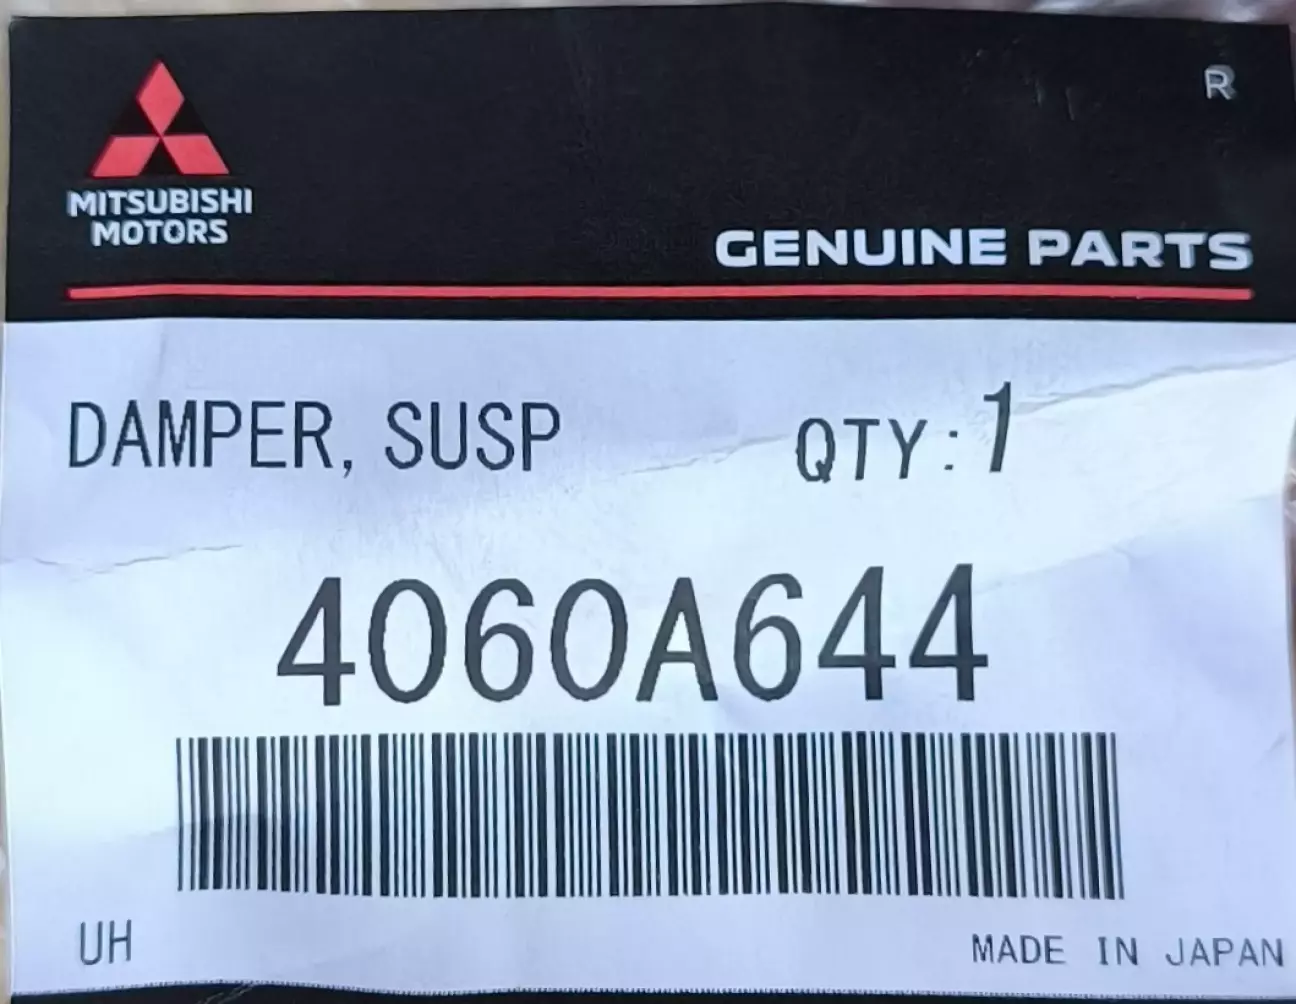 R
MITSUBISHI
MOTORS
GENUINE PARTS
DAMPER, SUSP QTY:1
4060A644
UH MADE IN JAPAN